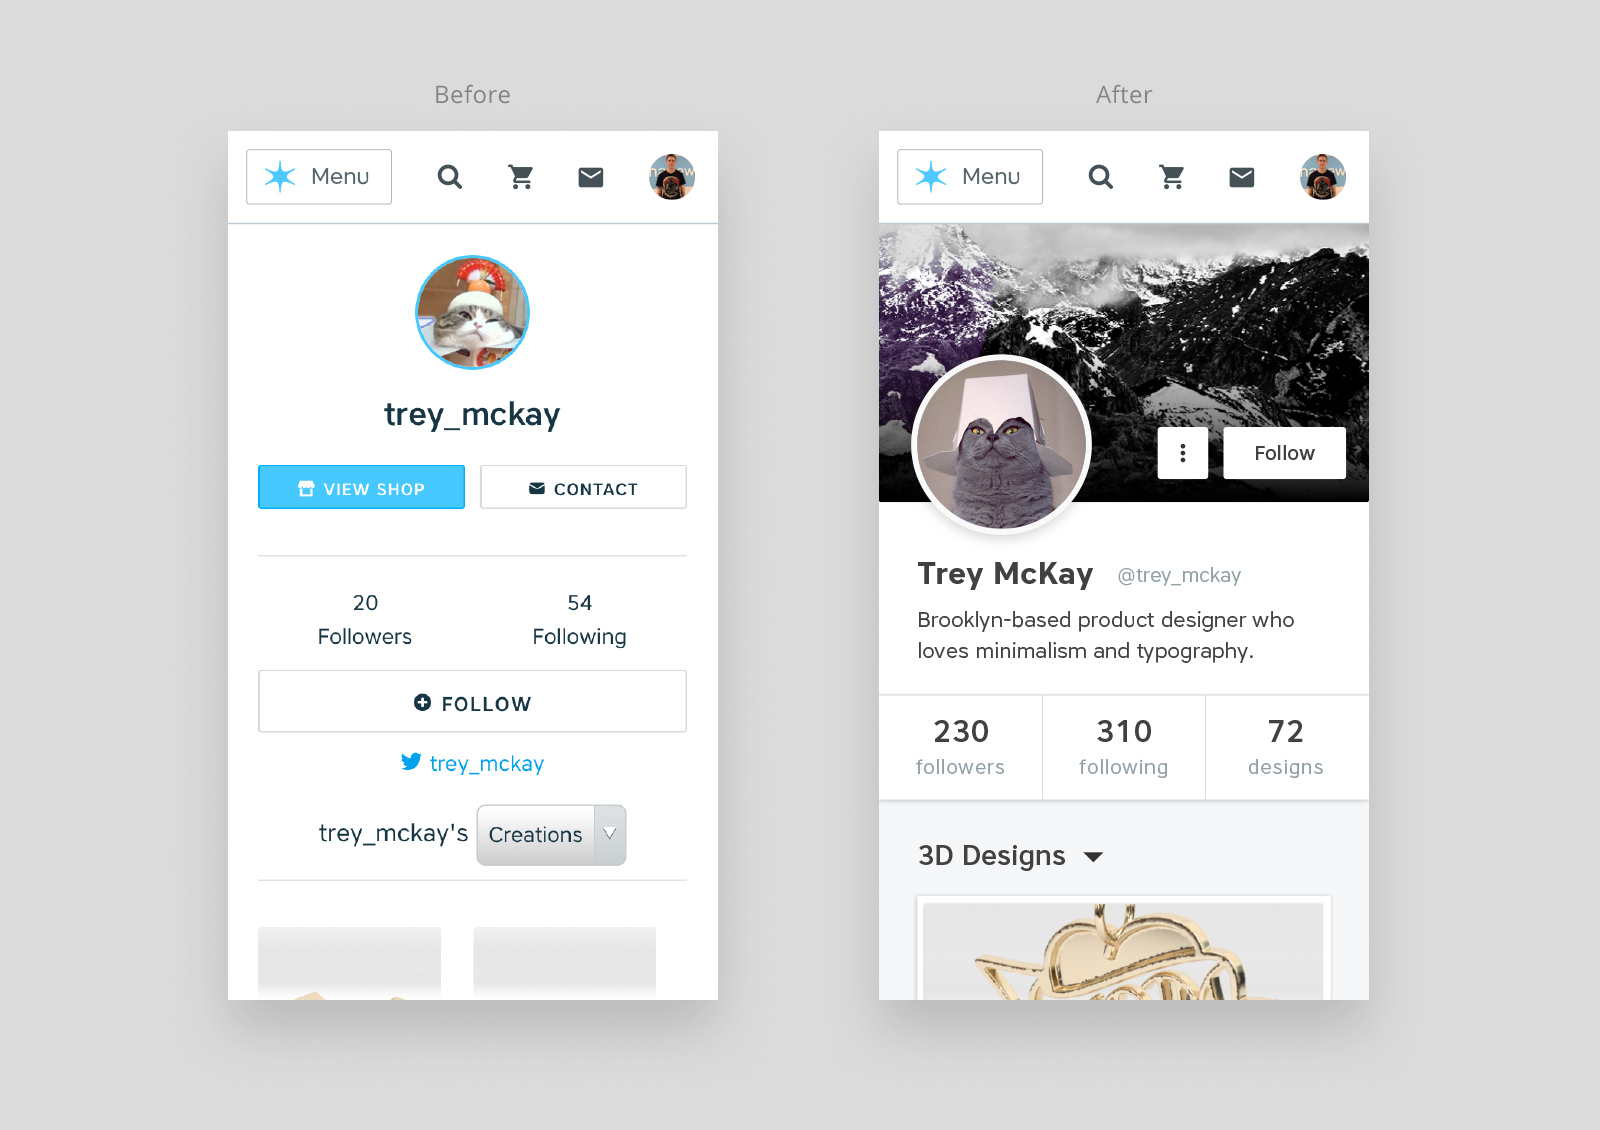 Before
Menu
trey_mckay
VIEW SHOP
CONTACT
20
Followers
54
Following
FOLLOW
trey_mckay
trey_mckay's
Creations
After
Menu
Follow
Trey McKay @trey_mckay
Brooklyn-based product designer who
loves minimalism and typography.
230
followers
310
following
72
designs
3D Designs